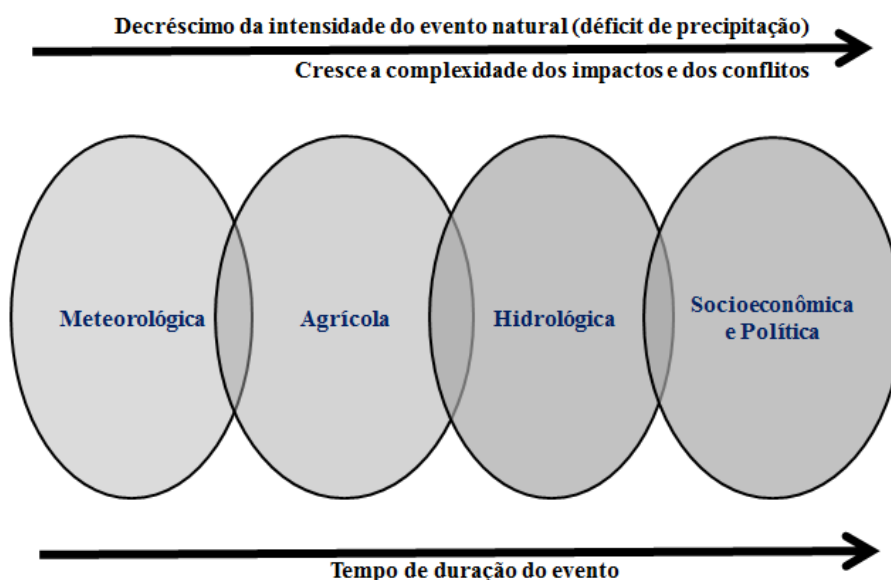 Decréscimo da intensidade do evento natural (déficit de precipitação)
Cresce a complexidade dos impactos e dos conflitos
Meteorológica
Agrícola
Hidrológica
Socioeconômica
e Política
Tempo de duração do evento